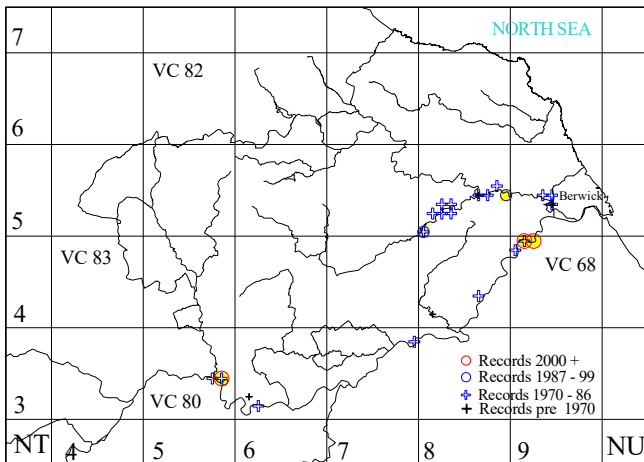 NORTH SEA
7
VC 82
6
Berwick
5
VC 83
VC 68
4
Records 2000 +
Records 1987 - 99
Records 1970 - 86
VC 80
Records pre 1970
3
NT 4 5 6 7 8 9 NU